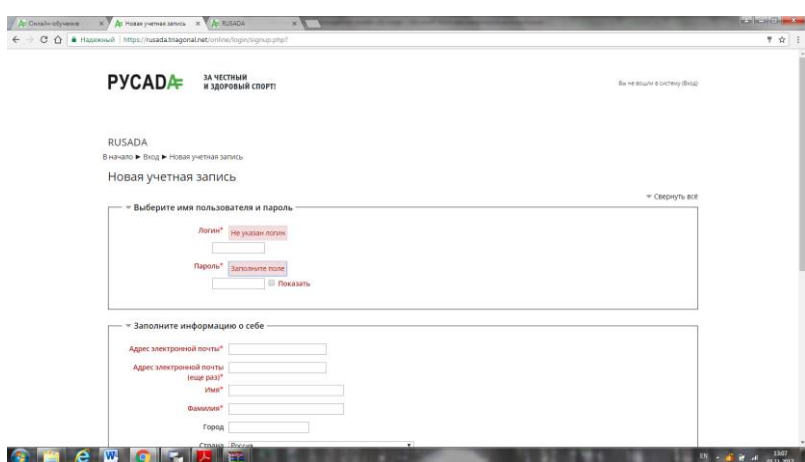 Онлайн-обучение
Новая учетная запись
RUSADA
Надежный
https://rusada.triagonal.net/online/login/signup.php?
РУСАДА
ЗА ЧЕСТНЫЙ
И ЗДОРОВЫЙ СПОРТ!
Вы не вошли в систему (Вход)
RUSADA
В начало ► Вход ► Новая учетная запись
Новая учетная запись
Свернуть всё
Выберите имя пользователя и пароль
Логин*
Не указан логин
Пароль*
Заполните поле
Показать
Заполните информацию о себе
Адрес электронной почты*
Адрес электронной почты
(еще раз)*
Имя*
Фамилия*
Город
Страна
Россия
EN
13:07